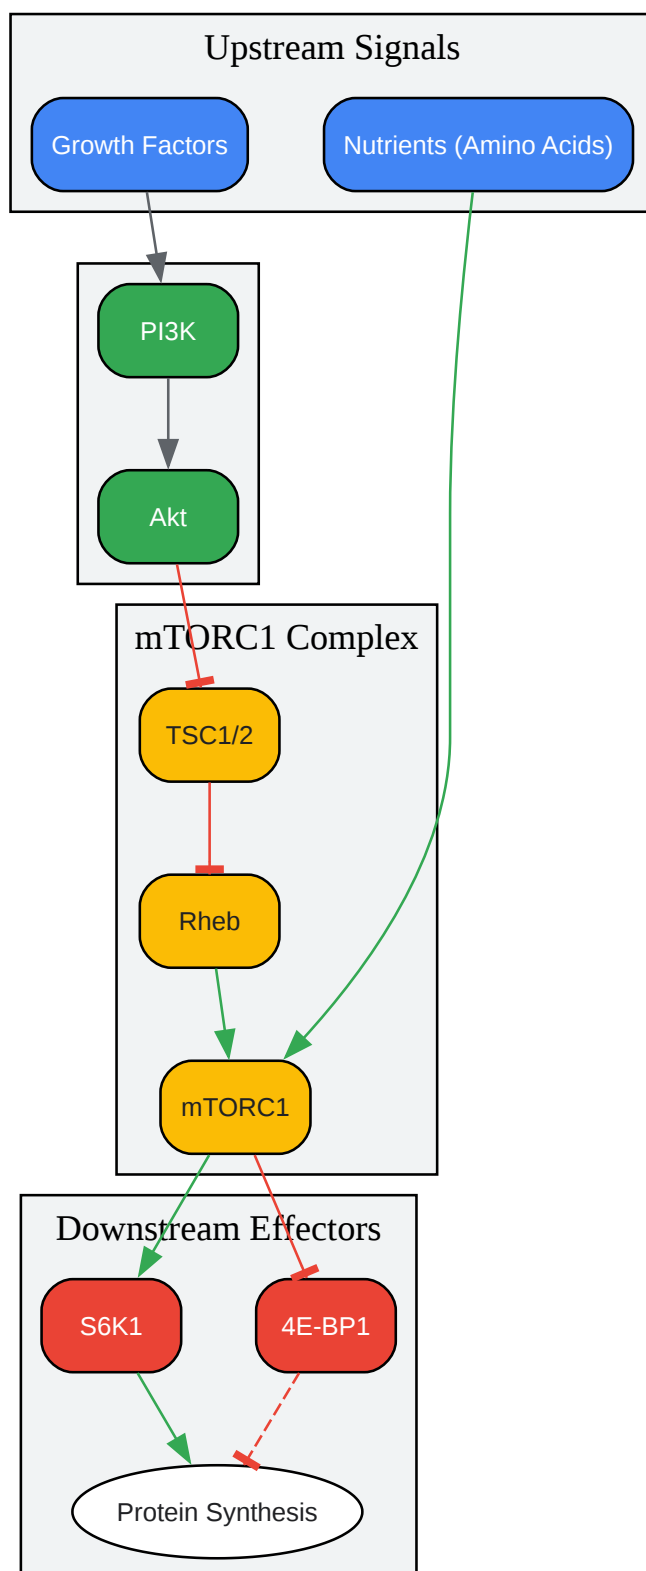 Upstream Signals
Growth Factors
Nutrients (Amino Acids)
PI3K
Akt
mTORC1 Complex
TSC1/2
Rheb
mTORC1
Downstream Effectors
S6K1
4E-BP1
Protein Synthesis